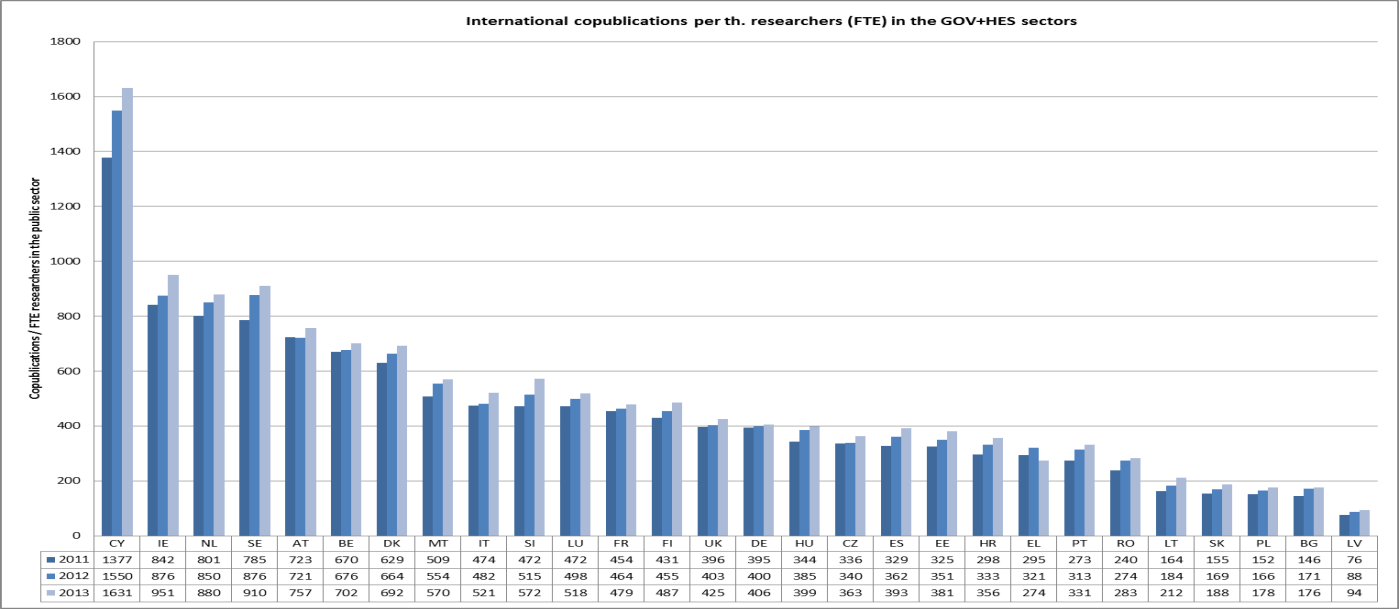 International copublications per th. researchers (FTE) in the GOV+HES sectors
Copublications / FTE researchers in the public sector
1800
1600
1400
1200
1000
800
600
400
200
0
CY IE NL SE AT BE DK MT IT SI LU FR FI UK DE HU CZ ES EE HR EL PT RO LT SK PL BG LV
2011 1377 842 801 785 723 670 629 509 474 472 472 454 431 396 395 344 336 329 325 298 295 273 240 164 155 152 146 76
2012 1550 876 850 876 721 676 664 554 482 515 498 464 455 403 400 385 340 362 351 333 321 313 274 184 169 166 171 88
2013 1631 951 880 910 757 702 692 570 521 572 518 479 487 425 406 399 363 393 381 356 274 331 283 212 188 178 176 94